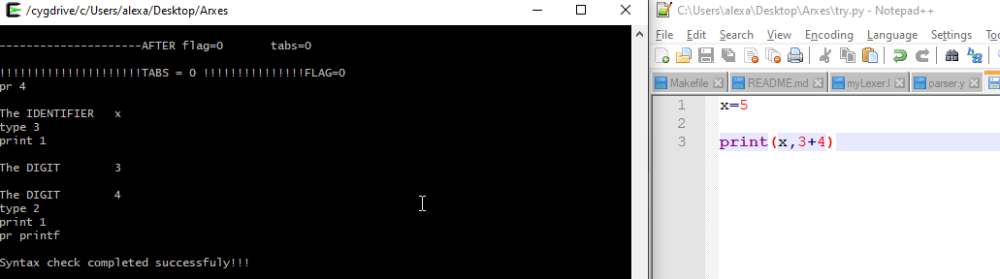 /cygdrive/c/Users/alexa/Desktop/Arxes
---------------------AFTER flag=0 tabs=0
!!!!!!!!!!!!!!!!!!!!!TABS = 0 !!!!!!!!!!!!!!!FLAG=0
pr 4
The IDENTIFIER x
type 3
print 1
The DIGIT 3
The DIGIT 4
type 2
print 1
pr printf
Syntax check completed successfuly!!!
C:\Users\alexa\Desktop\Arxes\try.py - Notepad++
File Edit Search View Encoding Language Settings
Makefile README.md myLexer.l parser.y
1 x=5
2
3 print(x,3+4)